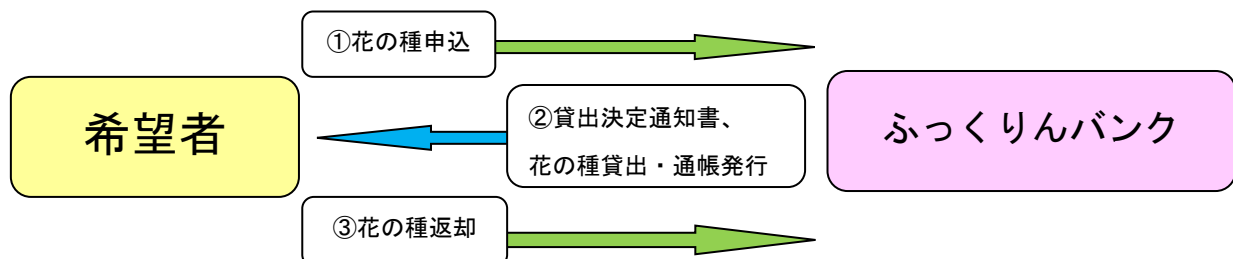 ①花の種申込
希望者
②貸出決定通知書、
花の種貸出・通帳発行
ふっくりんバンク
③花の種返却